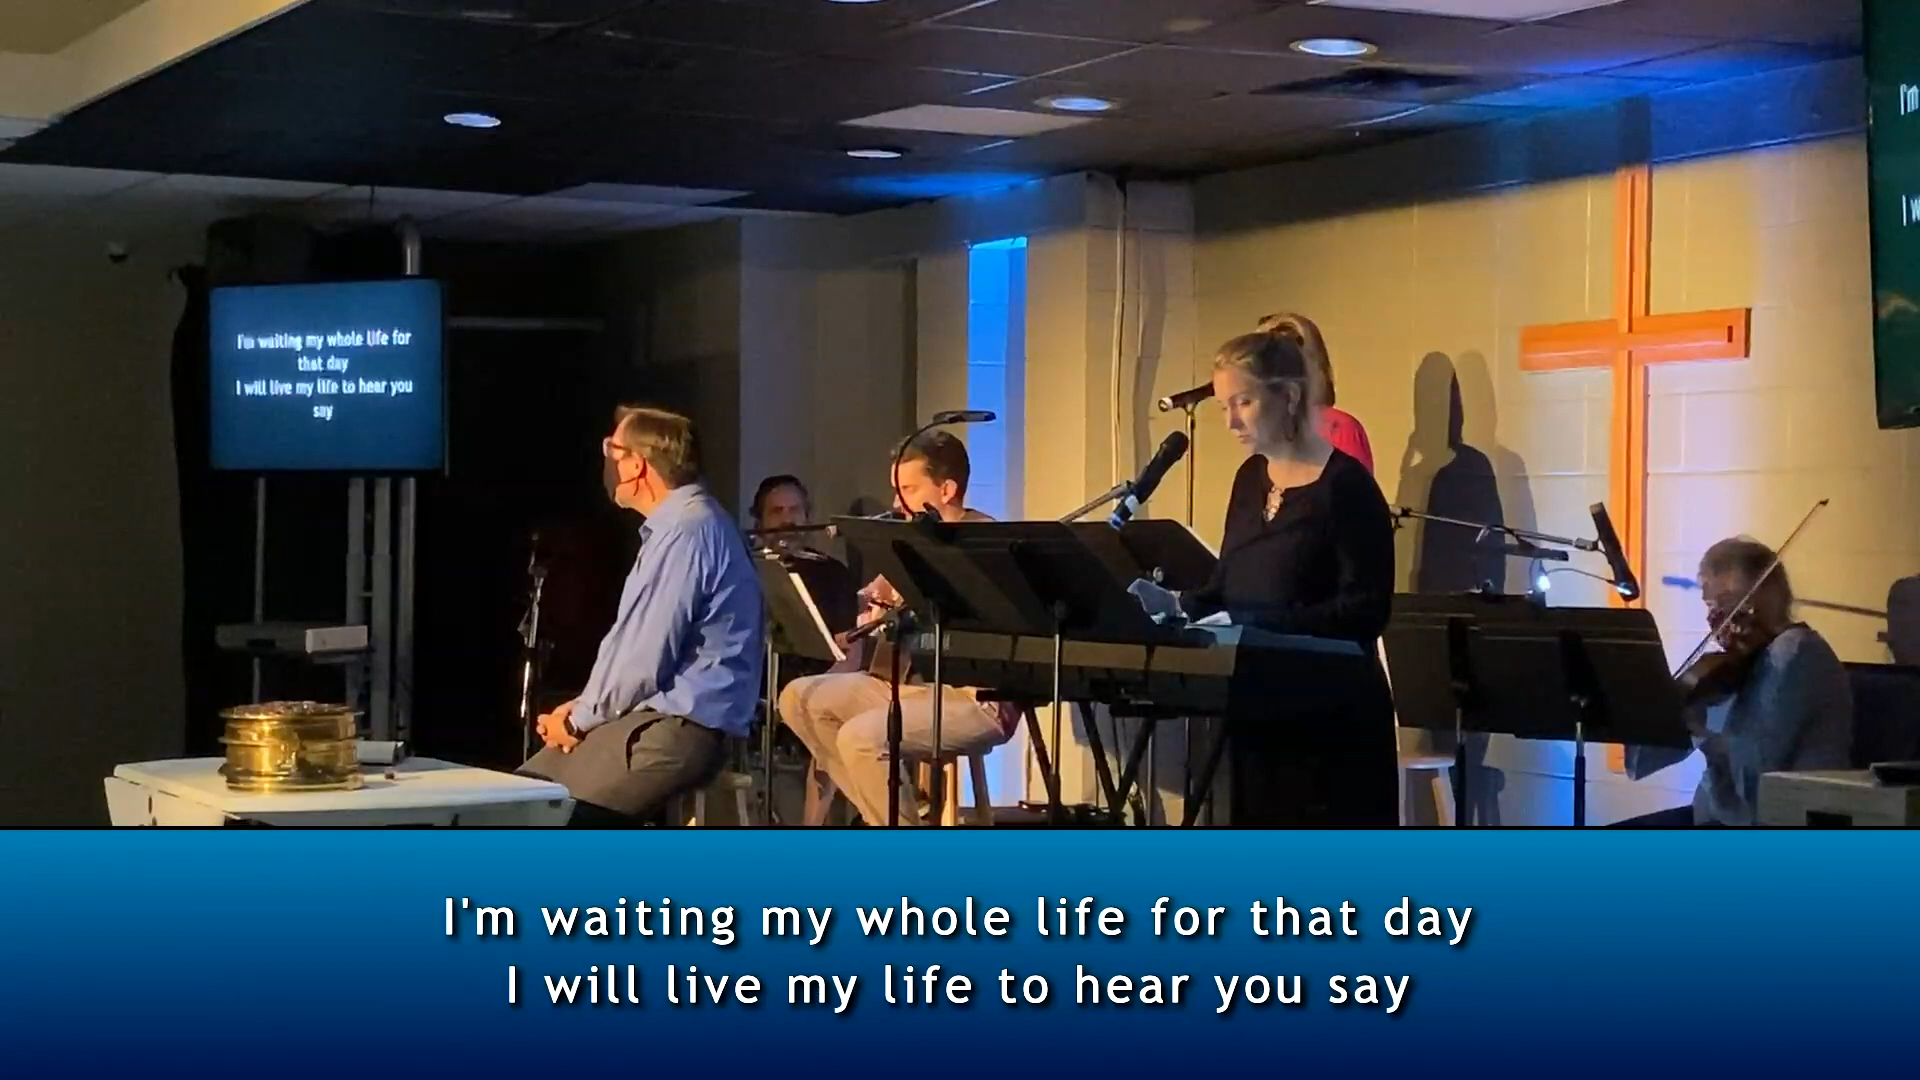 I'm waiting my whole life for
that day
I will live my life to hear you
say
I'm
I w
I'm waiting my whole life for that day
I will live my life to hear you say